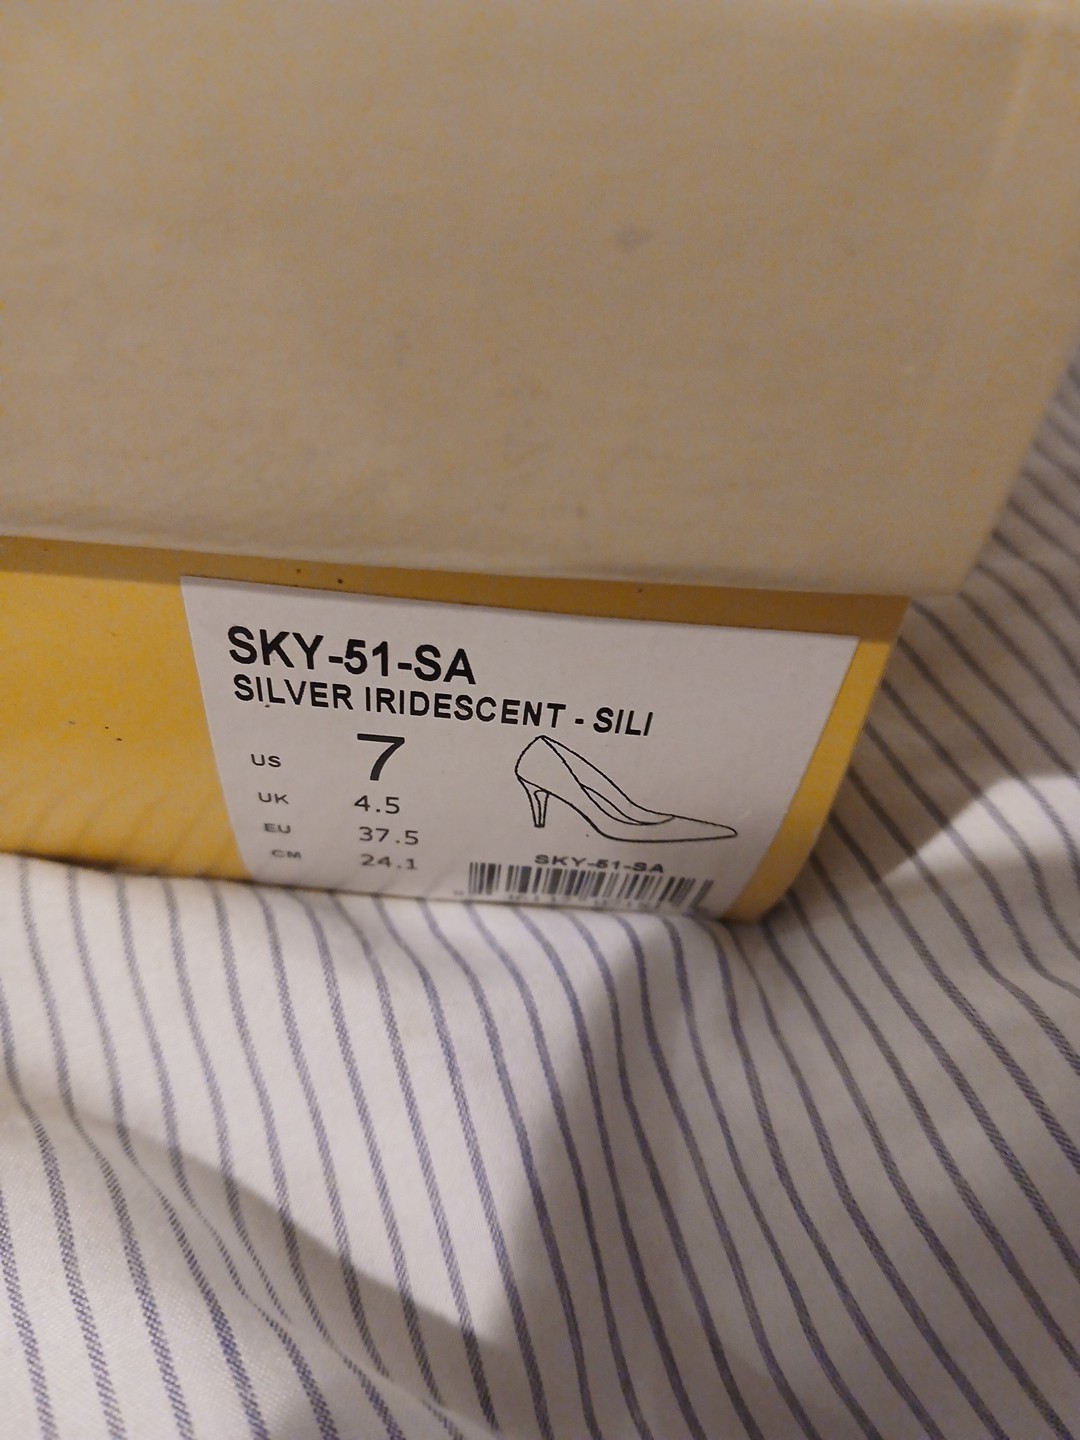 SKY-51-SA
SILVER IRIDESCENT - SILI
US 7
UK 4.5
EU 37.5
CM 24.1
SKY-51-SA